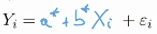 Yᵢ = a* + b* Xᵢ + εᵢ